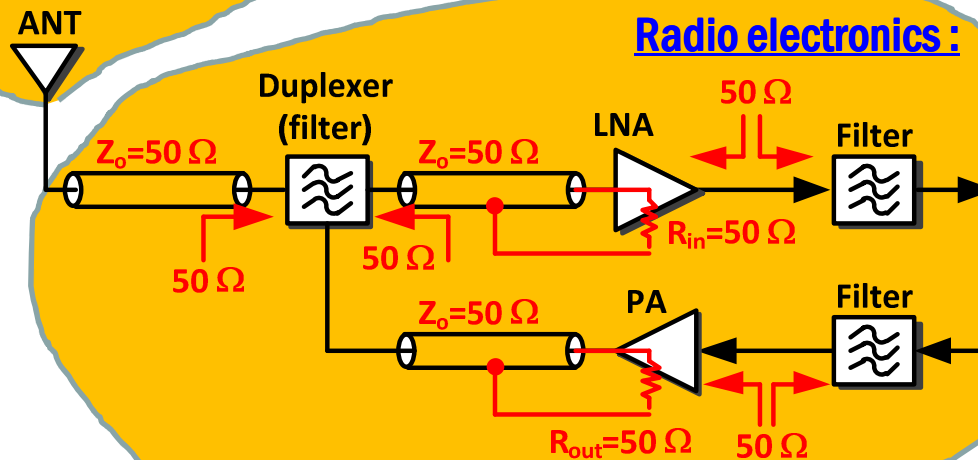 ANT
Radio electronics :
Duplexer
(filter)
50 Ω
LNA
Filter
Zo=50 Ω
Zo=50 Ω
Rin=50 Ω
50 Ω
50 Ω
Zo=50 Ω
PA
Filter
Rout=50 Ω
50 Ω